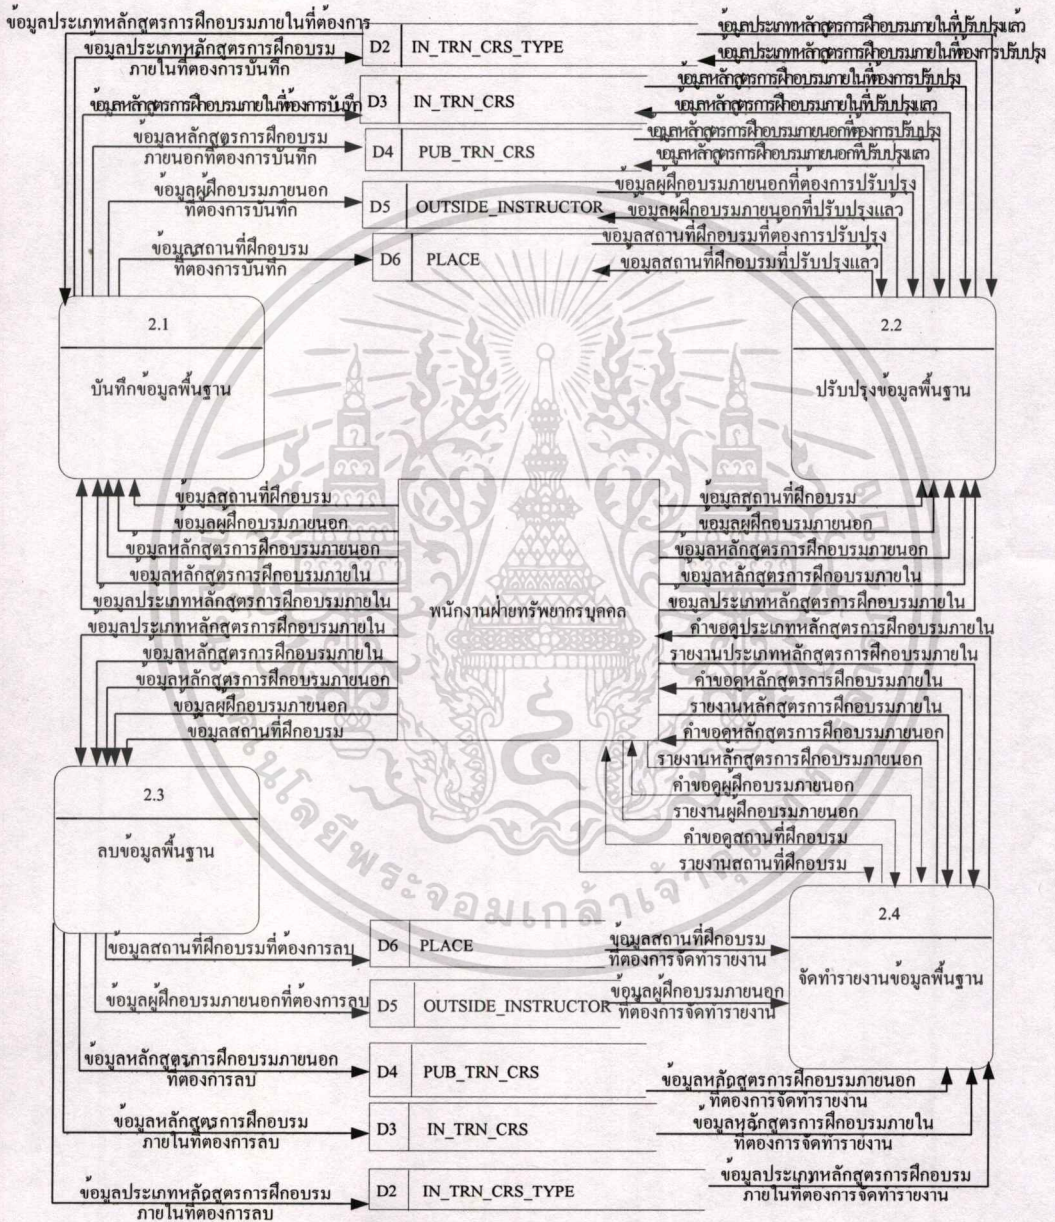 ข้อมูลประเภทหลักสูตรการฝึกอบรมภายในที่ต้องการ
ข้อมูลประเภทหลักสูตรการฝึกอบรม
ภายในที่ต้องการบันทึก
D2 IN_TRN_CRS_TYPE
ข้อมูลประเภทหลักสูตรการฝึกอบรมภายในที่ปรับปรุงแล้ว
ข้อมูลประเภทหลักสูตรการฝึกอบรมภายในที่ต้องการปรับปรุง
ข้อมูลหลักสูตรการฝึกอบรมภายในที่ต้องการบันทึก
D3 IN_TRN_CRS
ข้อมูลหลักสูตรการฝึกอบรมภายในที่ต้องการปรับปรุง
ข้อมูลหลักสูตรการฝึกอบรมภายในที่ปรับปรุงแล้ว
ข้อมูลหลักสูตรการฝึกอบรม
ภายนอกที่ต้องการบันทึก
D4 PUB_TRN_CRS
ข้อมูลหลักสูตรการฝึกอบรมภายนอกที่ต้องการปรับปรุง
ข้อมูลหลักสูตรการฝึกอบรมภายนอกที่ปรับปรุงแล้ว
ข้อมูลผู้ฝึกอบรมภายนอก
ที่ต้องการบันทึก
D5 OUTSIDE_INSTRUCTOR
ข้อมูลผู้ฝึกอบรมภายนอกที่ต้องการปรับปรุง
ข้อมูลผู้ฝึกอบรมภายนอกที่ปรับปรุงแล้ว
ข้อมูลสถานที่ฝึกอบรม
ที่ต้องการบันทึก
D6 PLACE
ข้อมูลสถานที่ฝึกอบรมที่ต้องการปรับปรุง
ข้อมูลสถานที่ฝึกอบรมที่ปรับปรุงแล้ว
2.1
บันทึกข้อมูลพื้นฐาน
2.2
ปรับปรุงข้อมูลพื้นฐาน
ข้อมูลสถานที่ฝึกอบรม
ข้อมูลผู้ฝึกอบรมภายนอก
ข้อมูลหลักสูตรการฝึกอบรมภายนอก
ข้อมูลหลักสูตรการฝึกอบรมภายใน
ข้อมูลประเภทหลักสูตรการฝึกอบรมภายใน
ข้อมูลประเภทหลักสูตรการฝึกอบรมภายใน
ข้อมูลหลักสูตรการฝึกอบรมภายใน
ข้อมูลหลักสูตรการฝึกอบรมภายนอก
ข้อมูลผู้ฝึกอบรมภายนอก
ข้อมูลสถานที่ฝึกอบรม
พนักงานฝ่ายทรัพยากรบุคคล
ข้อมูลสถานที่ฝึกอบรม
ข้อมูลผู้ฝึกอบรมภายนอก
ข้อมูลหลักสูตรการฝึกอบรมภายนอก
ข้อมูลหลักสูตรการฝึกอบรมภายใน
ข้อมูลประเภทหลักสูตรการฝึกอบรมภายใน
คำขอดูประเภทหลักสูตรการฝึกอบรมภายใน
รายงานประเภทหลักสูตรการฝึกอบรมภายใน
คำขอดูหลักสูตรการฝึกอบรมภายใน
รายงานหลักสูตรการฝึกอบรมภายใน
คำขอดูหลักสูตรการฝึกอบรมภายนอก
รายงานหลักสูตรการฝึกอบรมภายนอก
คำขอดูผู้ฝึกอบรมภายนอก
รายงานผู้ฝึกอบรมภายนอก
คำขอดูสถานที่ฝึกอบรม
รายงานสถานที่ฝึกอบรม
2.3
ลบข้อมูลพื้นฐาน
2.4
จัดทำรายงานข้อมูลพื้นฐาน
ข้อมูลสถานที่ฝึกอบรมที่ต้องการลบ
D6 PLACE
ข้อมูลสถานที่ฝึกอบรม
ที่ต้องการจัดทำรายงาน
ข้อมูลผู้ฝึกอบรมภายนอกที่ต้องการลบ
D5 OUTSIDE_INSTRUCTOR
ข้อมูลผู้ฝึกอบรมภายนอก
ที่ต้องการจัดทำรายงาน
ข้อมูลหลักสูตรการฝึกอบรมภายนอก
ที่ต้องการลบ
D4 PUB_TRN_CRS
ข้อมูลหลักสูตรการฝึกอบรมภายนอก
ที่ต้องการจัดทำรายงาน
ข้อมูลหลักสูตรการฝึกอบรม
ภายในที่ต้องการลบ
D3 IN_TRN_CRS
ข้อมูลหลักสูตรการฝึกอบรมภายใน
ที่ต้องการจัดทำรายงาน
ข้อมูลประเภทหลักสูตรการฝึกอบรม
ภายในที่ต้องการลบ
D2 IN_TRN_CRS_TYPE
ข้อมูลประเภทหลักสูตรการฝึกอบรม
ภายในที่ต้องการจัดทำรายงาน